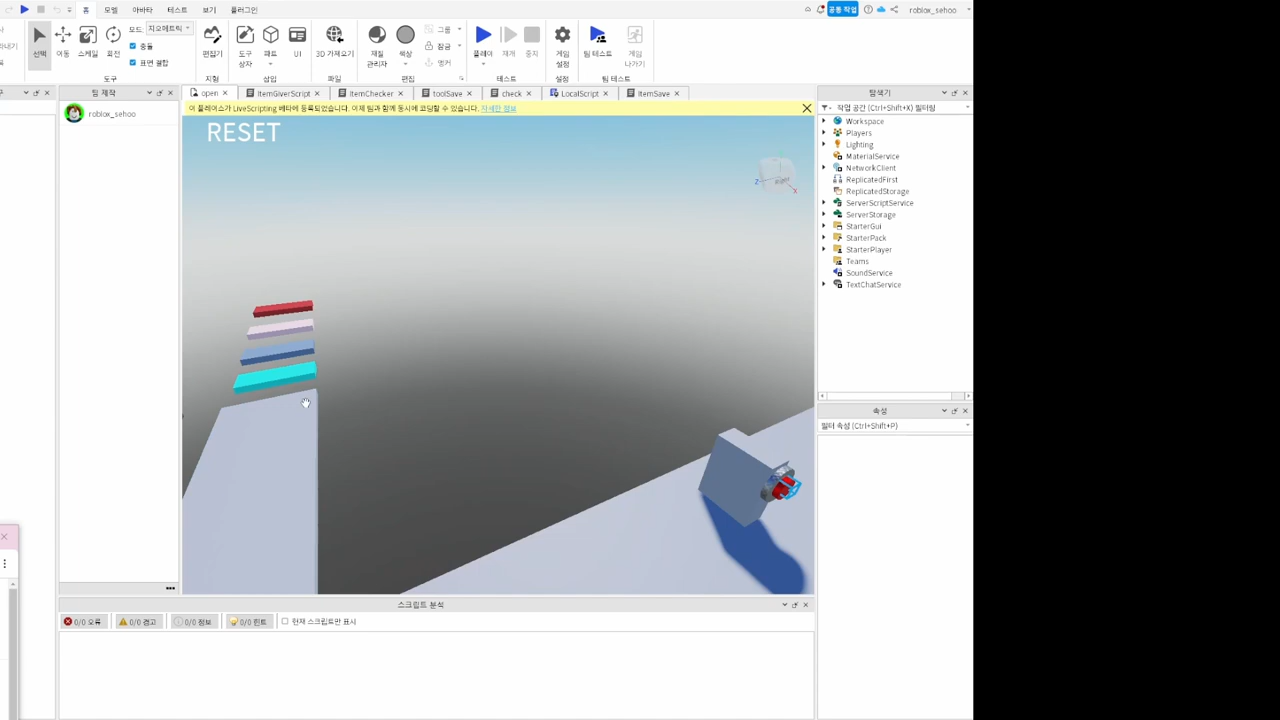 홈 모델 아바타 테스트 보기 플러그인
공동 작업 roblox_sehoo
선택 이동 스케일 회전
모드: 지오메트릭
충돌
표면 결합
편집기 도구 상자 파트 UI 3D 가져오기 재질 관리자 색상
그룹
잠금
앵커
플레이 재개 중지 게임 설정 팀 테스트 게임 나가기
도구 지형 삽입 파일 편집 테스트 설정 팀 테스트
팀 제작
roblox_sehoo
open itemGiverScript itemChecker toolSave check LocalScript itemSave
이 플레이스가 LiveScripting 베타에 등록되었습니다. 이제 팀과 함께 동시에 코딩할 수 있습니다. 자세한 정보
RESET
탐색기
작업 공간 (Ctrl+Shift+X) 필터링
Workspace
Players
Lighting
MaterialService
NetworkClient
ReplicatedFirst
ReplicatedStorage
ServerScriptService
ServerStorage
StarterGui
StarterPack
StarterPlayer
Teams
SoundService
TextChatService
속성
필터 속성 (Ctrl+Shift+P)
스크립트 분석
0/0 오류 0/0 경고 0/0 정보 0/0 힌트 현재 스크립트만 표시